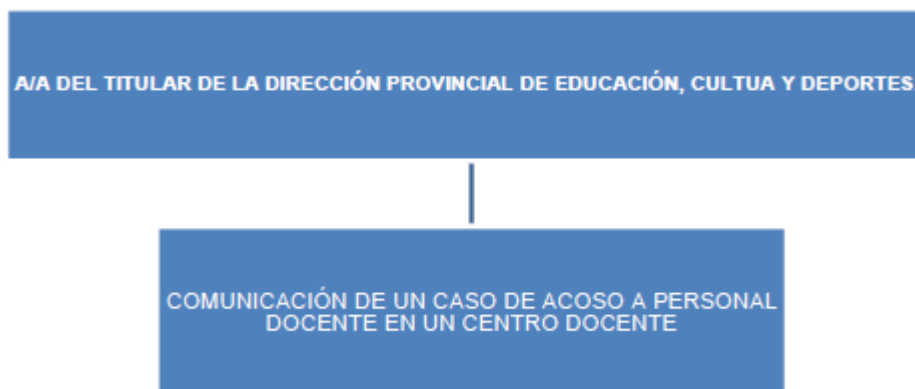 A/A DEL TITULAR DE LA DIRECCIÓN PROVINCIAL DE EDUCACIÓN, CULTUA Y DEPORTES
COMUNICACIÓN DE UN CASO DE ACOSO A PERSONAL
DOCENTE EN UN CENTRO DOCENTE